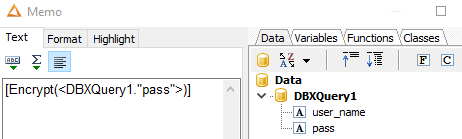 Memo
Text Format Highlight
[Encrypt(<DBXQuery1."pass">)]
Data Variables Functions Classes
F C
Data
DBXQuery1
A user_name
A pass